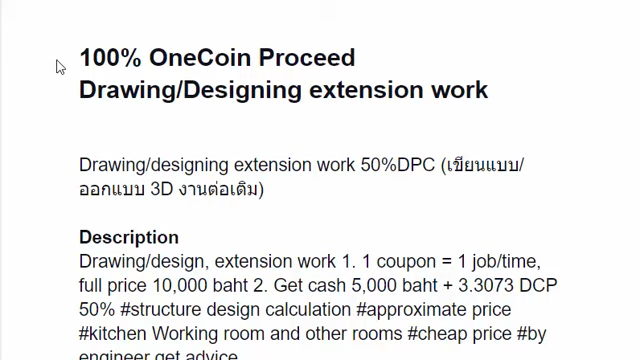 100% OneCoin Proceed
Drawing/Designing extension work
Drawing/designing extension work 50%DPC (เขียนแบบ/
ออกแบบ 3D งานต่อเติม)
Description
Drawing/design, extension work 1. 1 coupon = 1 job/time,
full price 10,000 baht 2. Get cash 5,000 baht + 3.3073 DCP
50% #structure design calculation #approximate price
#kitchen Working room and other rooms #cheap price #by
engineer get advice